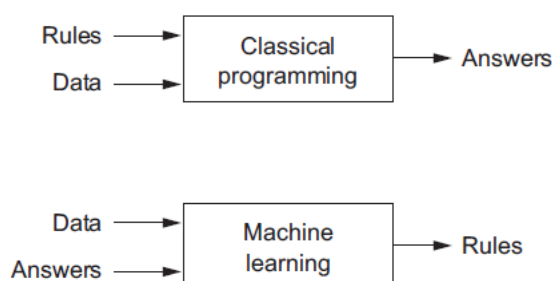 Rules
Data
Classical
programming
Answers
Data
Answers
Machine
learning
Rules